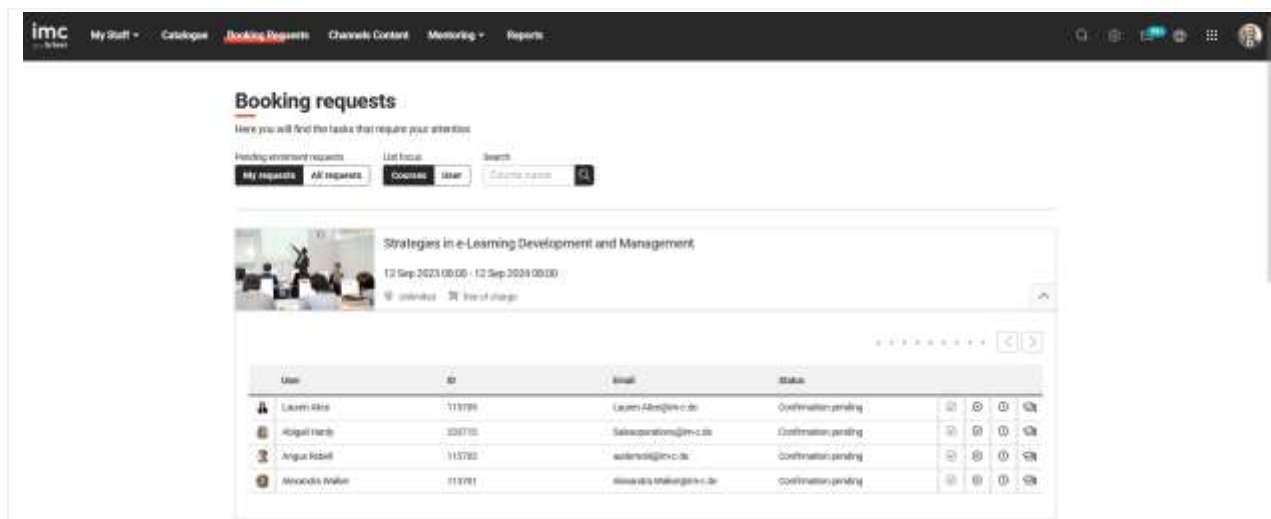 imc
My Staff
Catalogue
Booking Requests
Channels Content
Mentoring
Reports
Booking requests
Here you will find the tasks that require your attention
Pending enrolment requests
List focus
Search
My requests
All requests
Courses
User
Course name
Strategies in e-Learning Development and Management
12 Sep 2023 08:00 - 12 Sep 2024 08:00
unlimited
free of charge
User ID Email Status
Lauren Allos Confirmation pending
Abigail Hardy Confirmation pending
Angus Confirmation pending
Alexandra Walker Confirmation pending